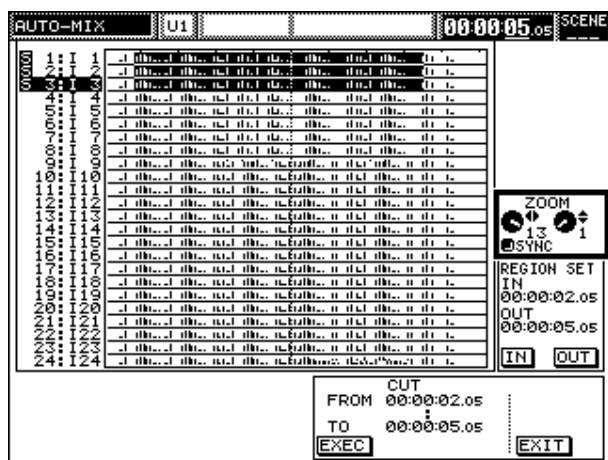 AUTO-MIX U1 00:00:05.05 SCENE
S 1:I 1
S 2:I 2
S 3:I 3
4:I 4
5:I 5
6:I 6
7:I 7
8:I 8
9:I 9
10:I10
11:I11
12:I12
13:I13
14:I14
15:I15
16:I16
17:I17
18:I18
19:I19
20:I20
21:I21
22:I22
23:I23
24:I24
ZOOM
13 1
SYNC
REGION SET
IN
00:00:02.05
OUT
00:00:05.05
IN OUT
CUT
FROM 00:00:02.05
:
TO 00:00:05.05
EXEC EXIT